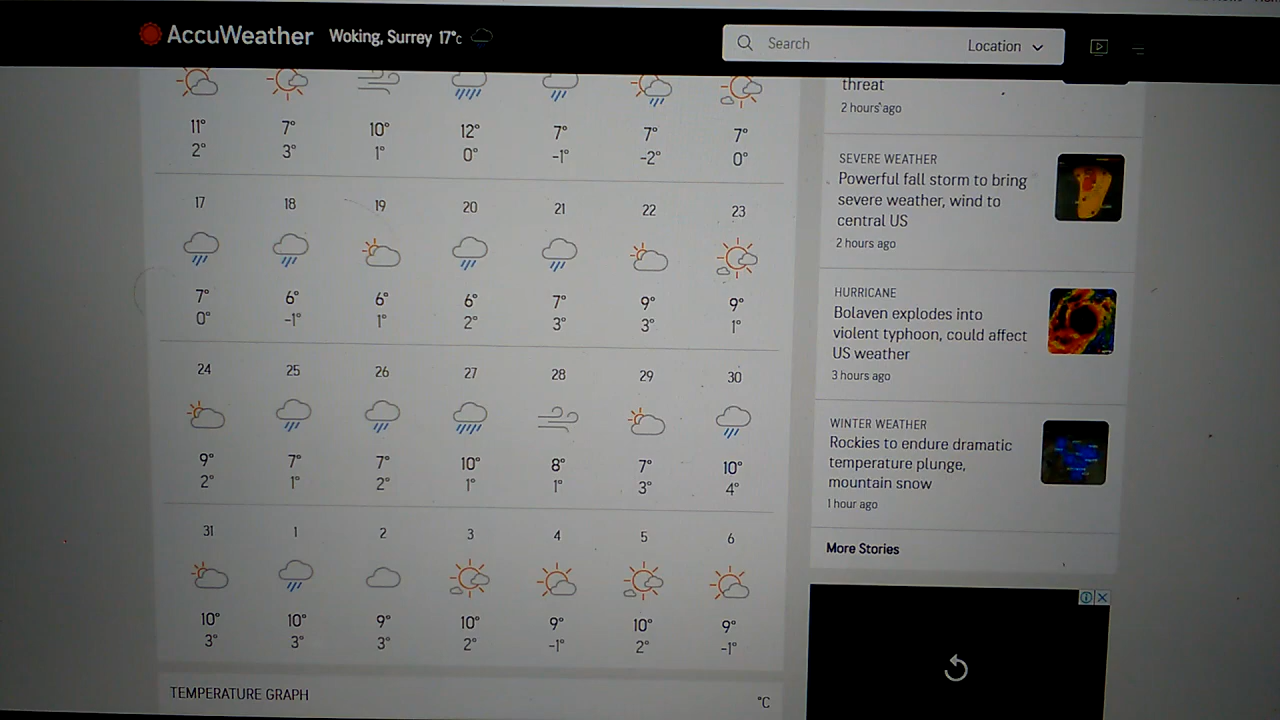 AccuWeather Woking, Surrey 17°C
Search Location
11° 7° 10° 12° 7° 7° 7°
2° 3° 1° 0° -1° -2° 0°
17 18 19 20 21 22 23
7° 6° 6° 6° 7° 9° 9°
0° -1° 1° 2° 3° 3° 1°
24 25 26 27 28 29 30
9° 7° 7° 10° 8° 7° 10°
2° 1° 2° 1° 1° 3° 4°
31 1 2 3 4 5 6
10° 10° 9° 10° 9° 10° 9°
3° 3° 3° 2° -1° 2° -1°
TEMPERATURE GRAPH °C
threat
2 hours ago
SEVERE WEATHER
Powerful fall storm to bring
severe weather, wind to
central US
2 hours ago
HURRICANE
Bolaven explodes into
violent typhoon, could affect
US weather
3 hours ago
WINTER WEATHER
Rockies to endure dramatic
temperature plunge,
mountain snow
1 hour ago
More Stories